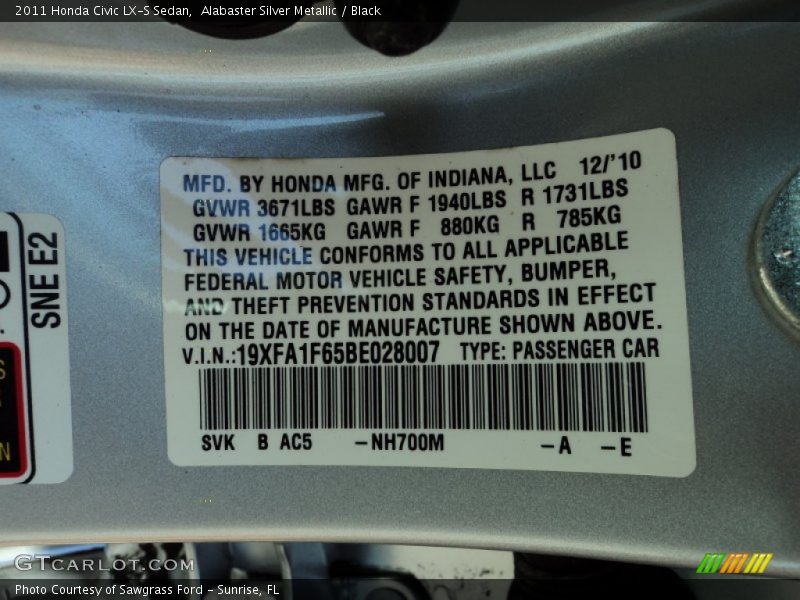 2011 Honda Civic LX-S Sedan,  Alabaster Silver Metallic / Black
MFD. BY HONDA MFG. OF INDIANA, LLC 12/'10
GVWR 3671LBS GAWR F 1940LBS R 1731LBS
GVWR 1665KG GAWR F 880KG R 785KG
THIS VEHICLE CONFORMS TO ALL APPLICABLE
FEDERAL MOTOR VEHICLE SAFETY, BUMPER,
AND THEFT PREVENTION STANDARDS IN EFFECT
ON THE DATE OF MANUFACTURE SHOWN ABOVE.
V.I.N.:19XFA1F65BE028007 TYPE: PASSENGER CAR
SVK B AC5 -NH700M -A -E
SNE E2
GTCARLOT.COM
Photo Courtesy of Sawgrass Ford - Sunrise, FL